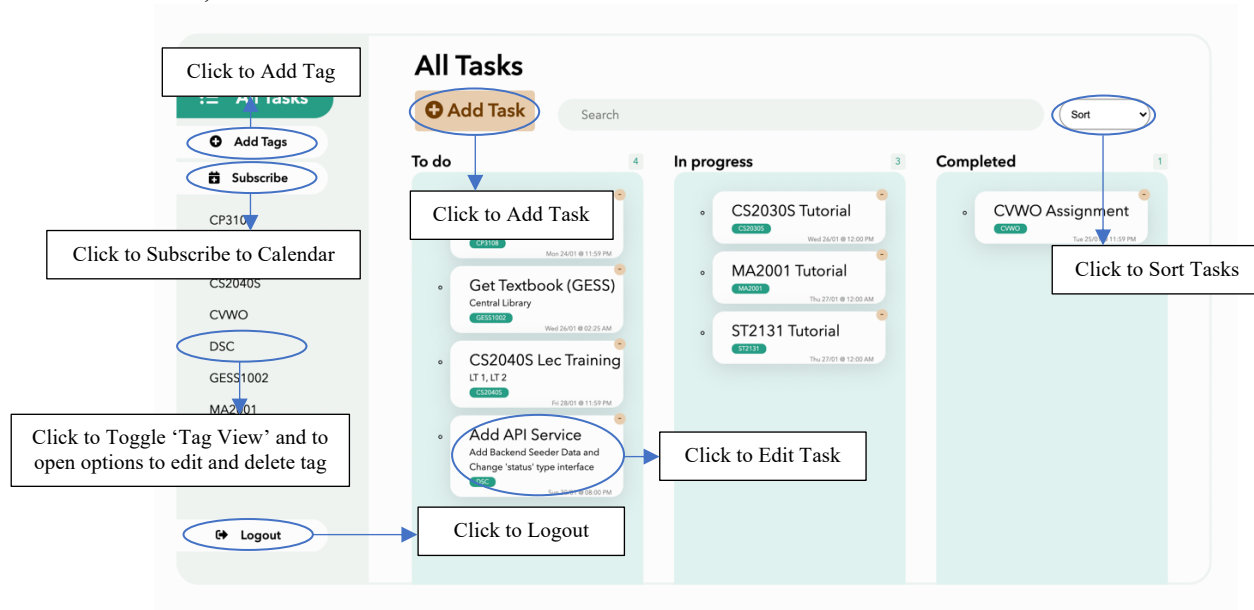 Click to Add Tag
All Tasks
Add Tags
Subscribe
CP310
Click to Subscribe to Calendar
CS2040S
CVWO
DSC
GESS1002
MA2001
Click to Toggle ‘Tag View’ and to
open options to edit and delete tag
Logout
Click to Logout
All Tasks
Add Task
Search
Sort
To do
4
Click to Add Task
CP3108
Mon 24/01 @ 11:59 PM
Get Textbook (GESS)
Central Library
GESS1002
Wed 26/01 @ 02:25 AM
CS2040S Lec Training
LT 1, LT 2
CS2040S
Fri 28/01 @ 11:59 PM
Add API Service
Add Backend Seeder Data and
Change 'status' type interface
DSC
Sun 30/01 @ 08:00 PM
Click to Edit Task
In progress
3
CS2030S Tutorial
CS2030S
Wed 26/01 @ 12:00 PM
MA2001 Tutorial
MA2001
Thu 27/01 @ 12:00 AM
ST2131 Tutorial
ST2131
Thu 27/01 @ 12:00 AM
Completed
1
CVWO Assignment
CVWO
Tue 25/01 @ 11:59 PM
Click to Sort Tasks